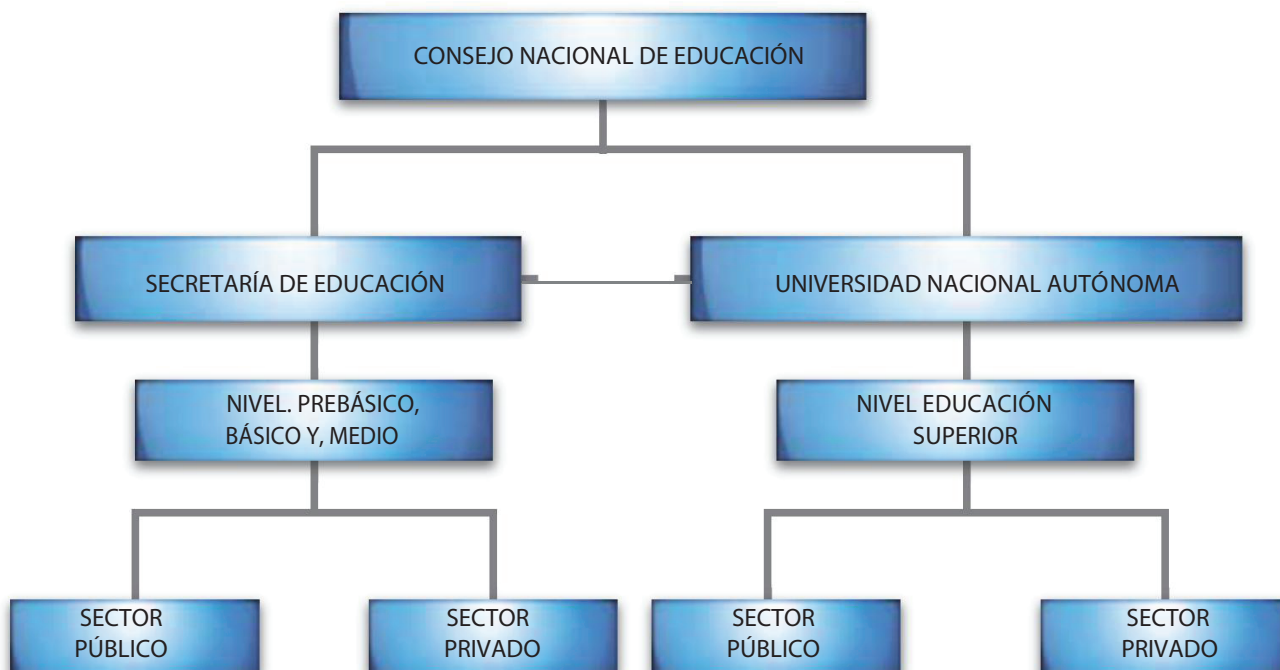 CONSEJO NACIONAL DE EDUCACIÓN
SECRETARÍA DE EDUCACIÓN
UNIVERSIDAD NACIONAL AUTÓNOMA
NIVEL. PREBÁSICO,
BÁSICO Y, MEDIO
NIVEL EDUCACIÓN
SUPERIOR
SECTOR
PÚBLICO
SECTOR
PRIVADO
SECTOR
PÚBLICO
SECTOR
PRIVADO